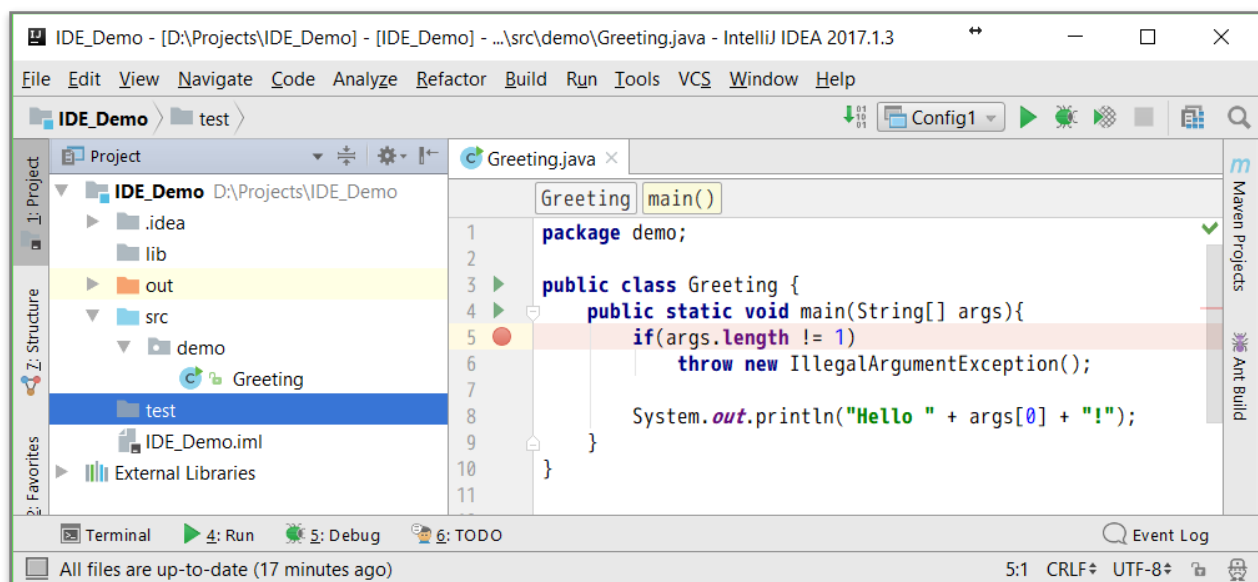 IDE_Demo - [D:\Projects\IDE_Demo] - [IDE_Demo] - ...\src\demo\Greeting.java - IntelliJ IDEA 2017.1.3
File Edit View Navigate Code Analyze Refactor Build Run Tools VCS Window Help
IDE_Demo test
Config1
1: Project
7: Structure
2: Favorites
Project
IDE_Demo D:\Projects\IDE_Demo
.idea
lib
out
src
demo
Greeting
test
IDE_Demo.iml
External Libraries
Greeting.java
Greeting main()
1 package demo;
2
3 public class Greeting {
4 public static void main(String[] args){
5 if(args.length != 1)
6 throw new IllegalArgumentException();
7
8 System.out.println("Hello " + args[0] + "!");
9 }
10 }
11
Maven Projects
Ant Build
Terminal 4: Run 5: Debug 6: TODO Event Log
All files are up-to-date (17 minutes ago) 5:1 CRLF UTF-8